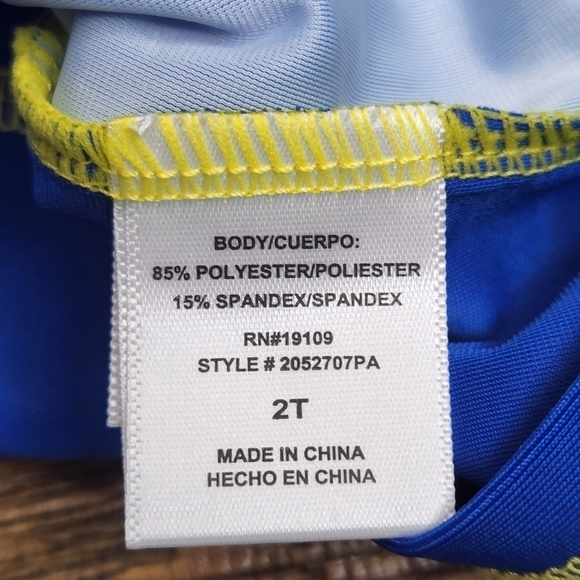 BODY/CUERPO:
85% POLYESTER/POLIESTER
15% SPANDEX/SPANDEX
RN#19109
STYLE # 2052707PA
2T
MADE IN CHINA
HECHO EN CHINA